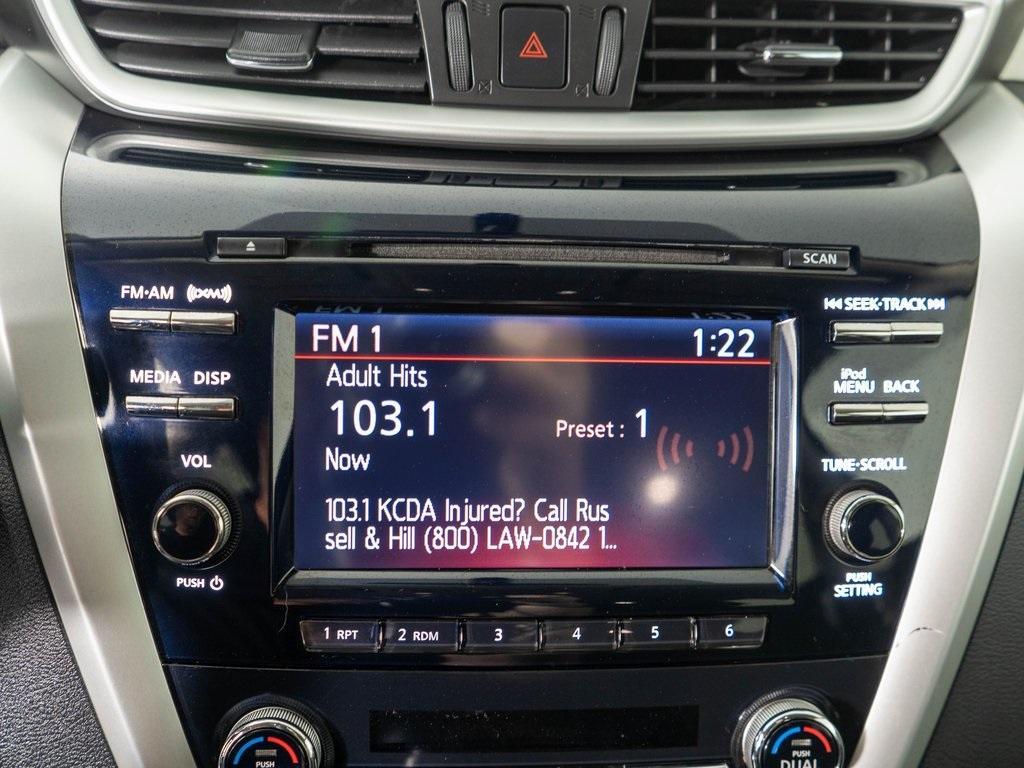 SCAN
FM·AM ((XM))
SEEK·TRACK
FM 1 1:22
Adult Hits
MEDIA DISP
iPod
MENU BACK
103.1
Preset : 1
Now
VOL
TUNE·SCROLL
103.1 KCDA Injured? Call Rus
sell & Hill (800) LAW-0842 1...
PUSH
PUSH
SETTING
1 RPT 2 RDM 3 4 5 6
PUSH
PUSH
DUAL